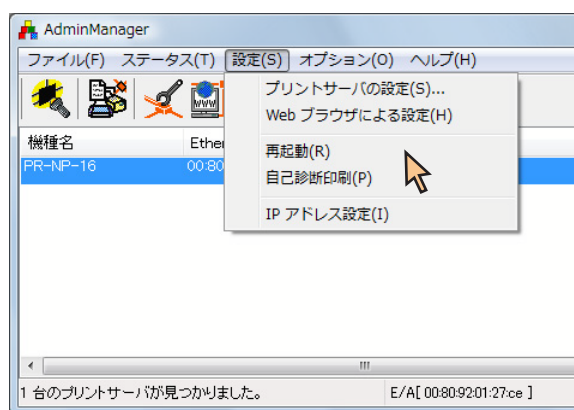 AdminManager
ファイル(F) ステータス(T) 設定(S) オプション(O) ヘルプ(H)
プリントサーバの設定(S)...
Web ブラウザによる設定(H)
再起動(R)
自己診断印刷(P)
IP アドレス設定(I)
WWW
機種名
PR-NP-16
1 台のプリントサーバが見つかりました。 E/A[ 00:80:92:01:27:ce ]